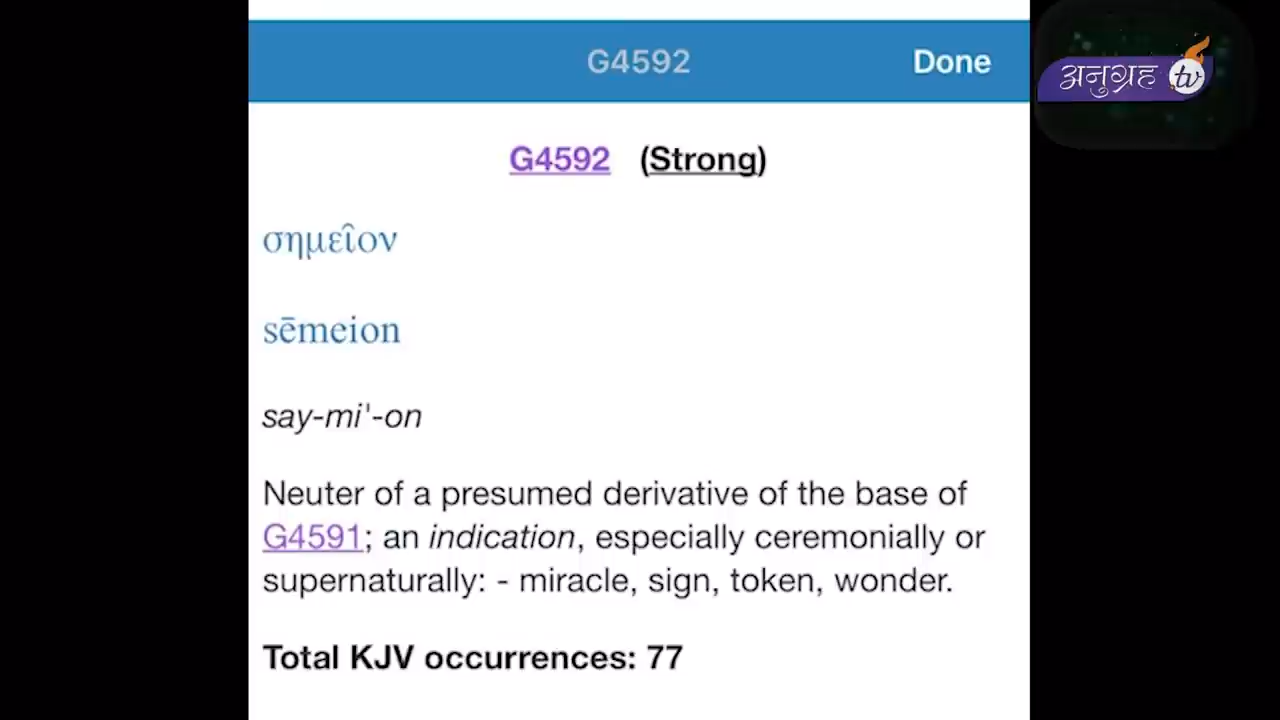 G4592 Done
अनुग्रह tv
G4592 (Strong)
σημεῖον
sēmeion
say-mi'-on
Neuter of a presumed derivative of the base of
G4591; an indication, especially ceremonially or
supernaturally: - miracle, sign, token, wonder.
Total KJV occurrences: 77